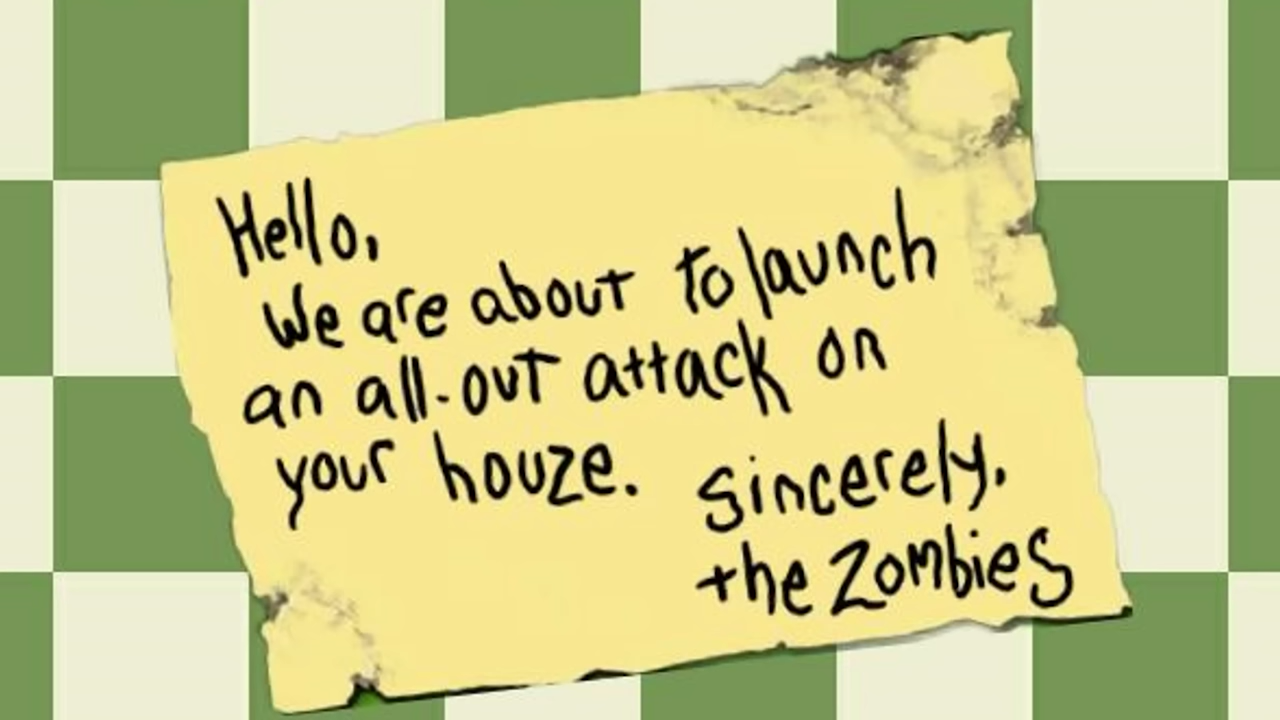 Hello,
We are about to launch
an all-out attack on
your houze.
sincerely,
the Zombies